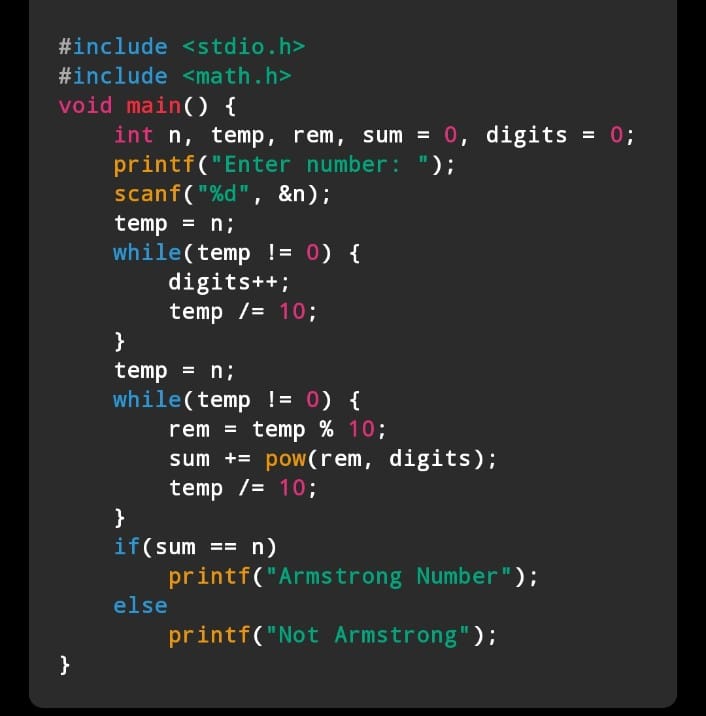 #include <stdio.h>
#include <math.h>
void main() {
    int n, temp, rem, sum = 0, digits = 0;
    printf("Enter number: ");
    scanf("%d", &n);
    temp = n;
    while(temp != 0) {
        digits++;
        temp /= 10;
    }
    temp = n;
    while(temp != 0) {
        rem = temp % 10;
        sum += pow(rem, digits);
        temp /= 10;
    }
    if(sum == n)
        printf("Armstrong Number");
    else
        printf("Not Armstrong");
}